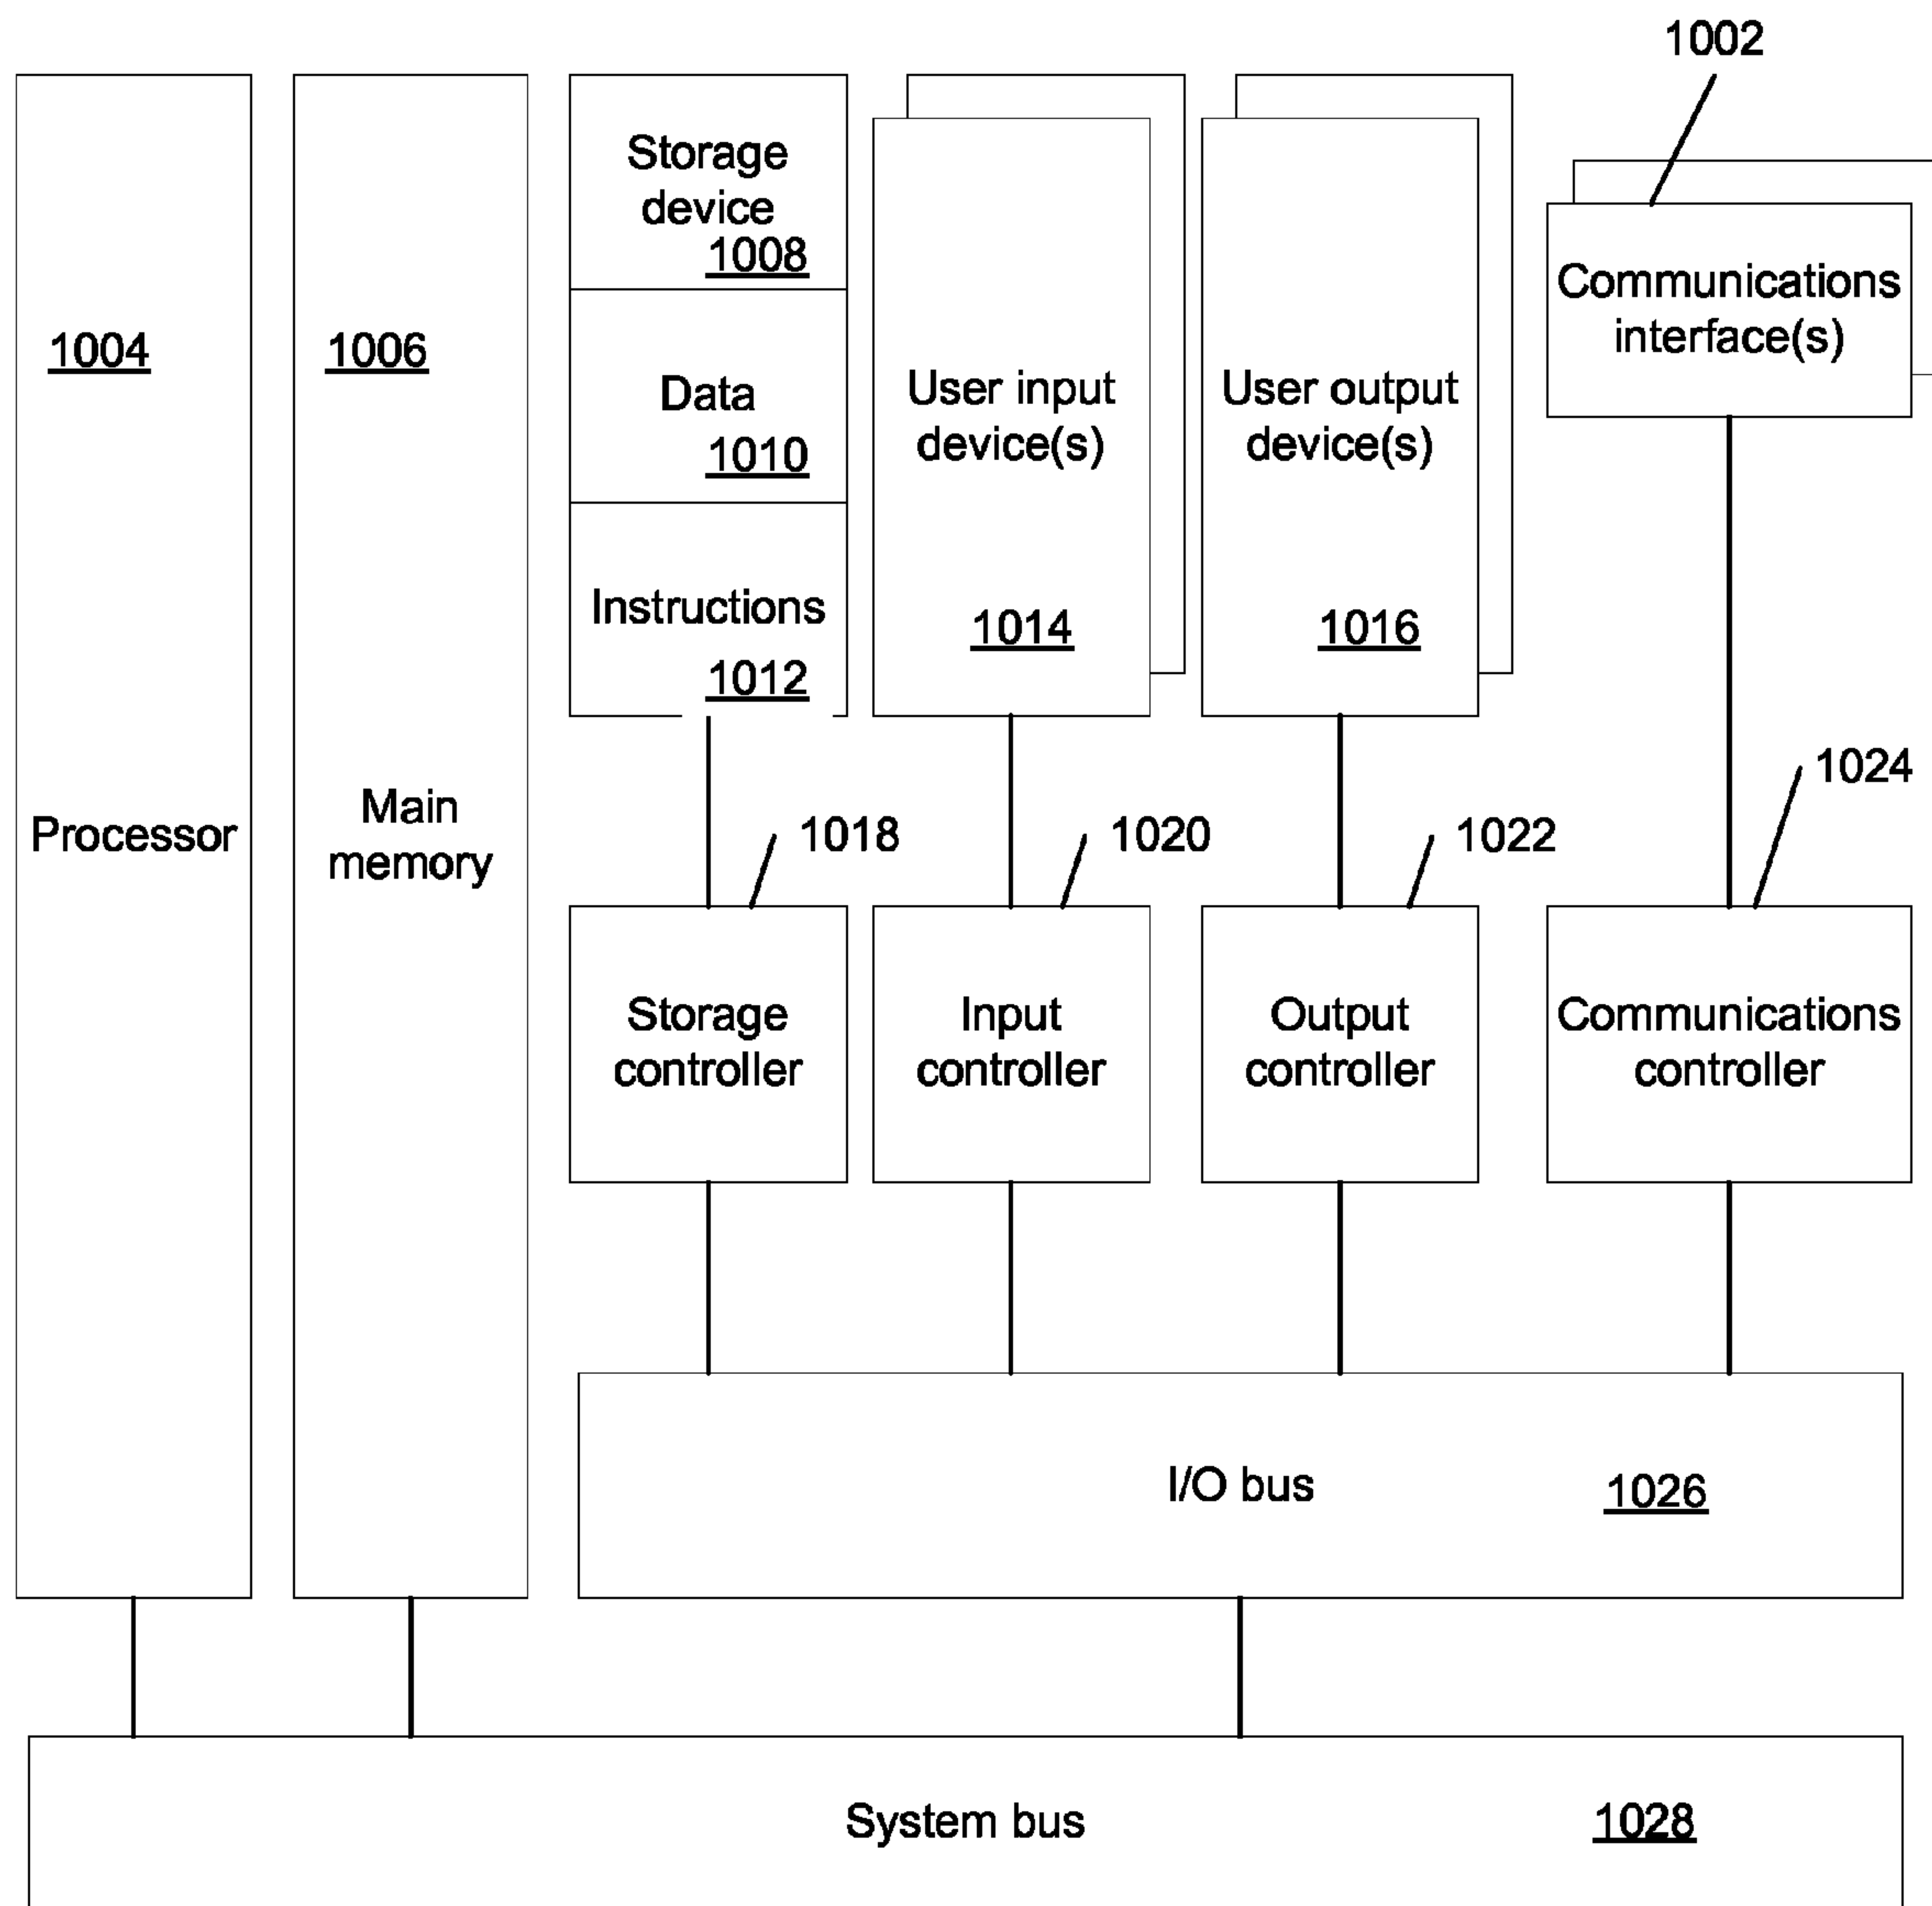 1002
Storage
device
1008
Communications
interface(s)
1004
1006
Data
1010
User input
device(s)
User output
device(s)
Instructions
1012
1014
1016
Processor
Main
memory
1018
1020
1022
1024
Storage
controller
Input
controller
Output
controller
Communications
controller
I/O bus
1026
System bus
1028